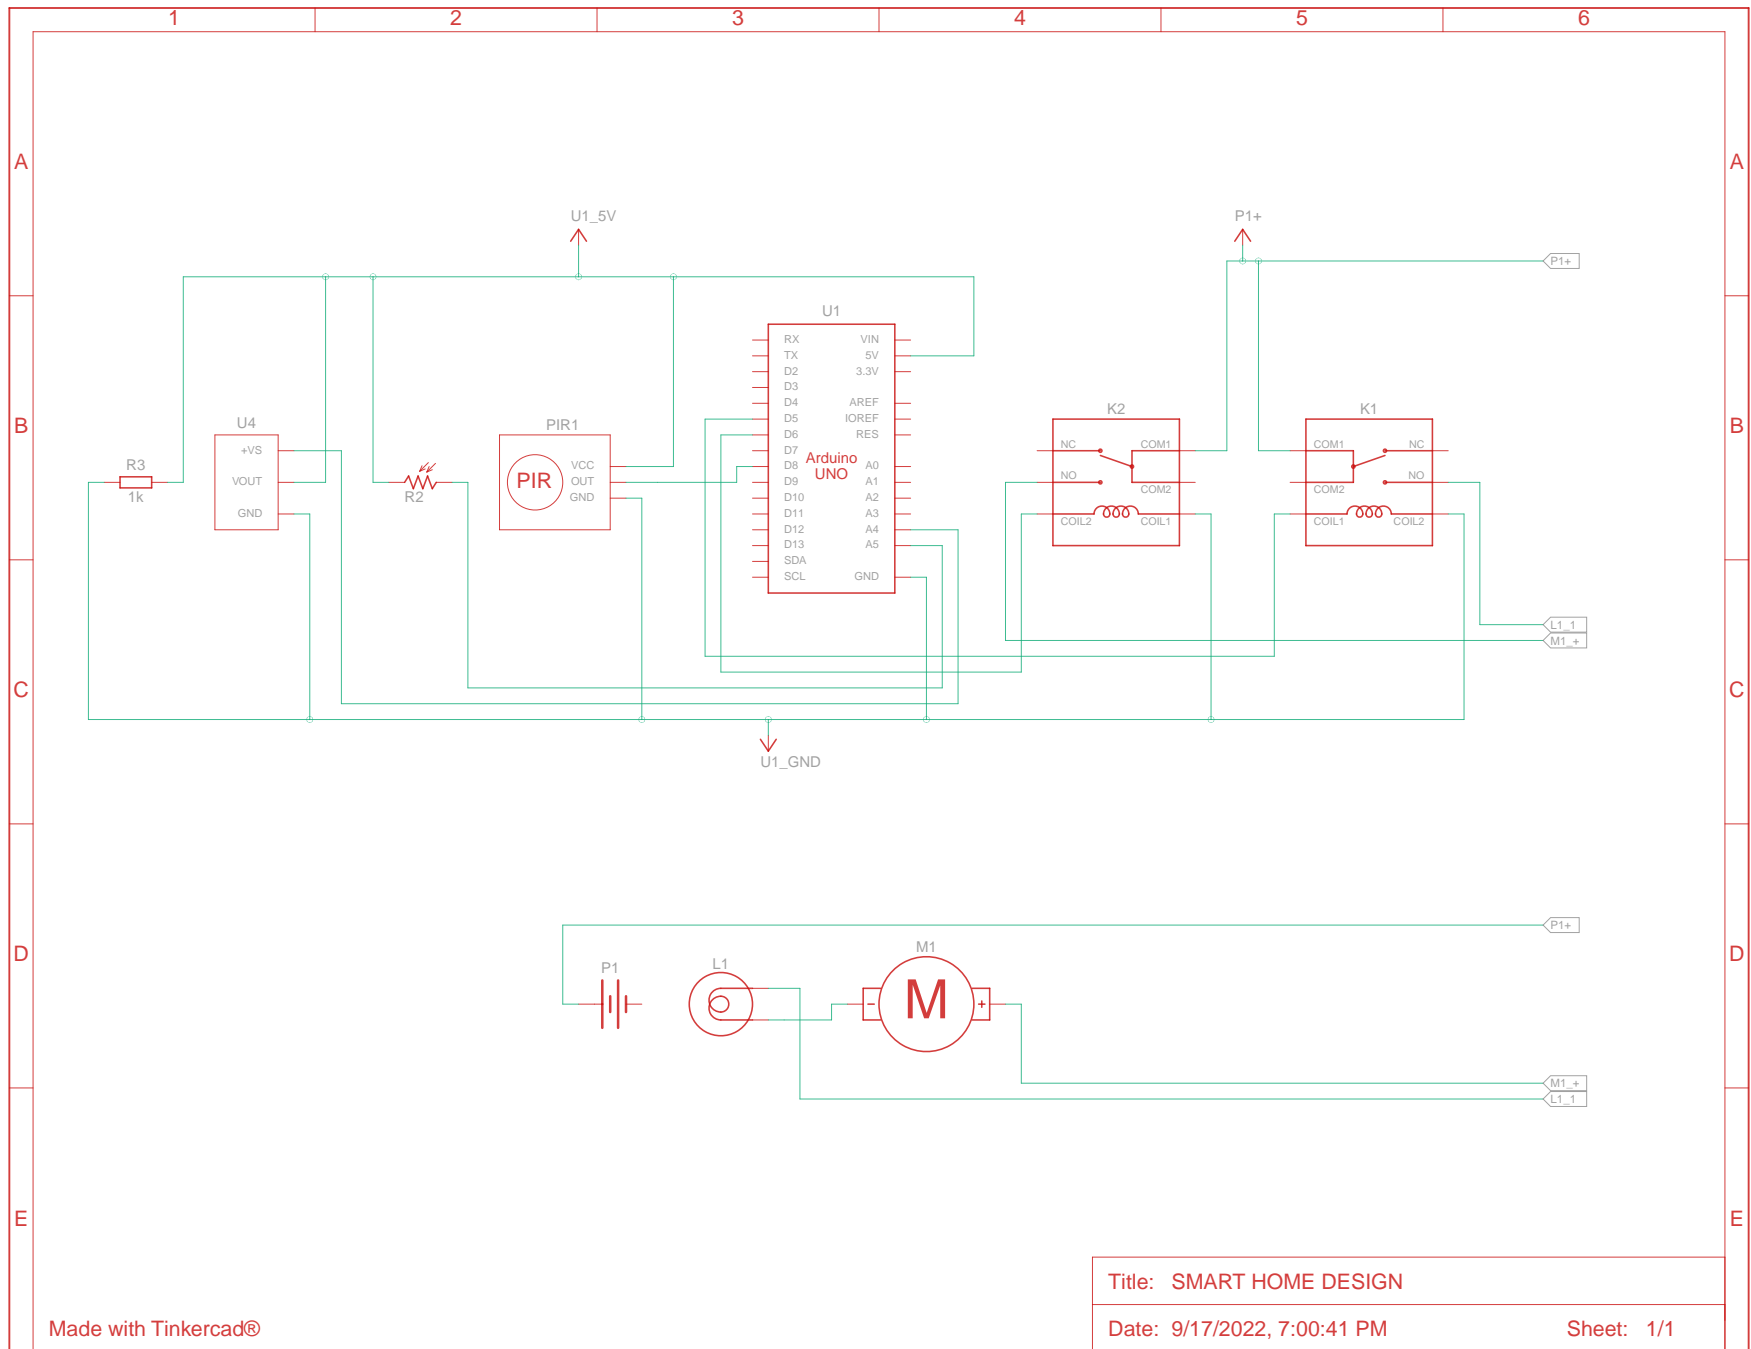 1 2 3 4 5 6
A A
U1_5V P1+
P1+
B B
U1
RX VIN
TX 5V
D2 3.3V
D3
D4 AREF
D5 IOREF
D6 RES
D7
D8 A0
D9 A1
D10 A2
D11 A3
D12 A4
D13 A5
SDA
SCL GND
Arduino
UNO
R3
1k
U4
+VS
VOUT
GND
R2
PIR1
PIR
VCC
OUT
GND
K2
NC COM1
NO COM2
COIL2 COIL1
K1
COM1 NC
COM2 NO
COIL1 COIL2
L1_1
M1_+
C C
U1_GND
P1+
D D
P1 L1 M1
- M +
M1_+
L1_1
E E
Title: SMART HOME DESIGN
Made with Tinkercad®
Date: 9/17/2022, 7:00:41 PM Sheet: 1/1